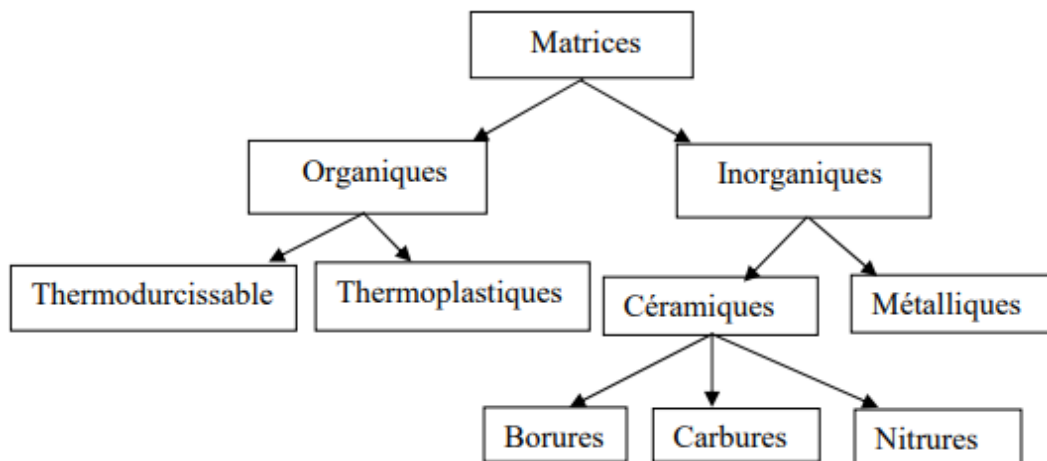 Matrices
Organiques
Inorganiques
Thermodurcissable
Thermoplastiques
Céramiques
Métalliques
Borures
Carbures
Nitrures